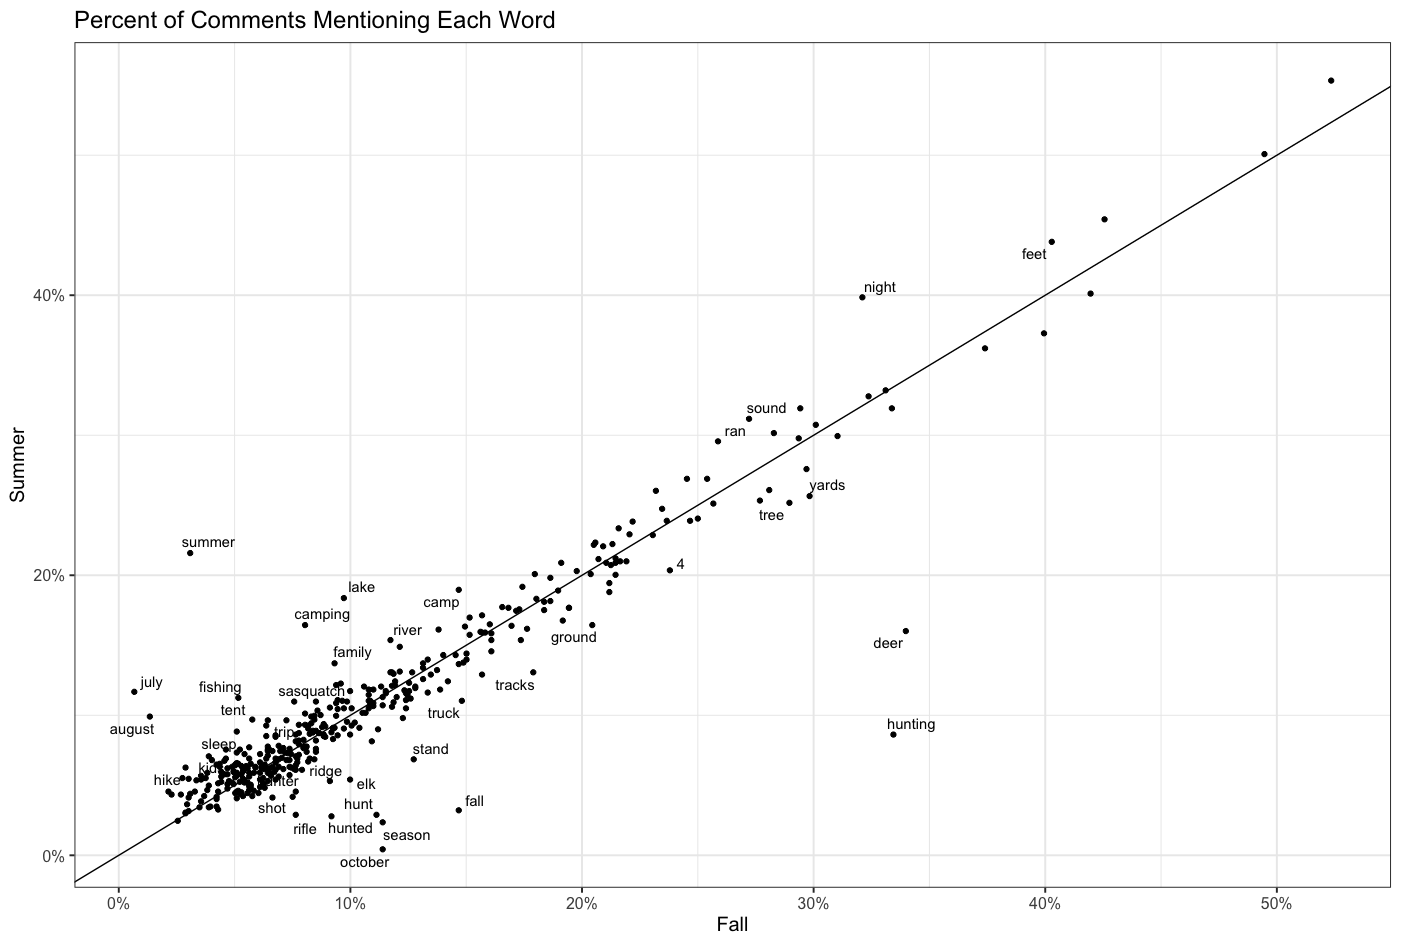 Percent of Comments Mentioning Each Word
feet
night
sound
ran
40%
yards
tree
Summer
summer
4
20%
lake
camp
camping
river
ground
deer
family
july
fishing
sasquatch
tracks
tent
truck
august
trip
hunting
sleep
stand
ridge
hike
elk
shot
hunt
fall
rifle
hunted
season
october
0%
0%
10%
20%
30%
40%
50%
Fall